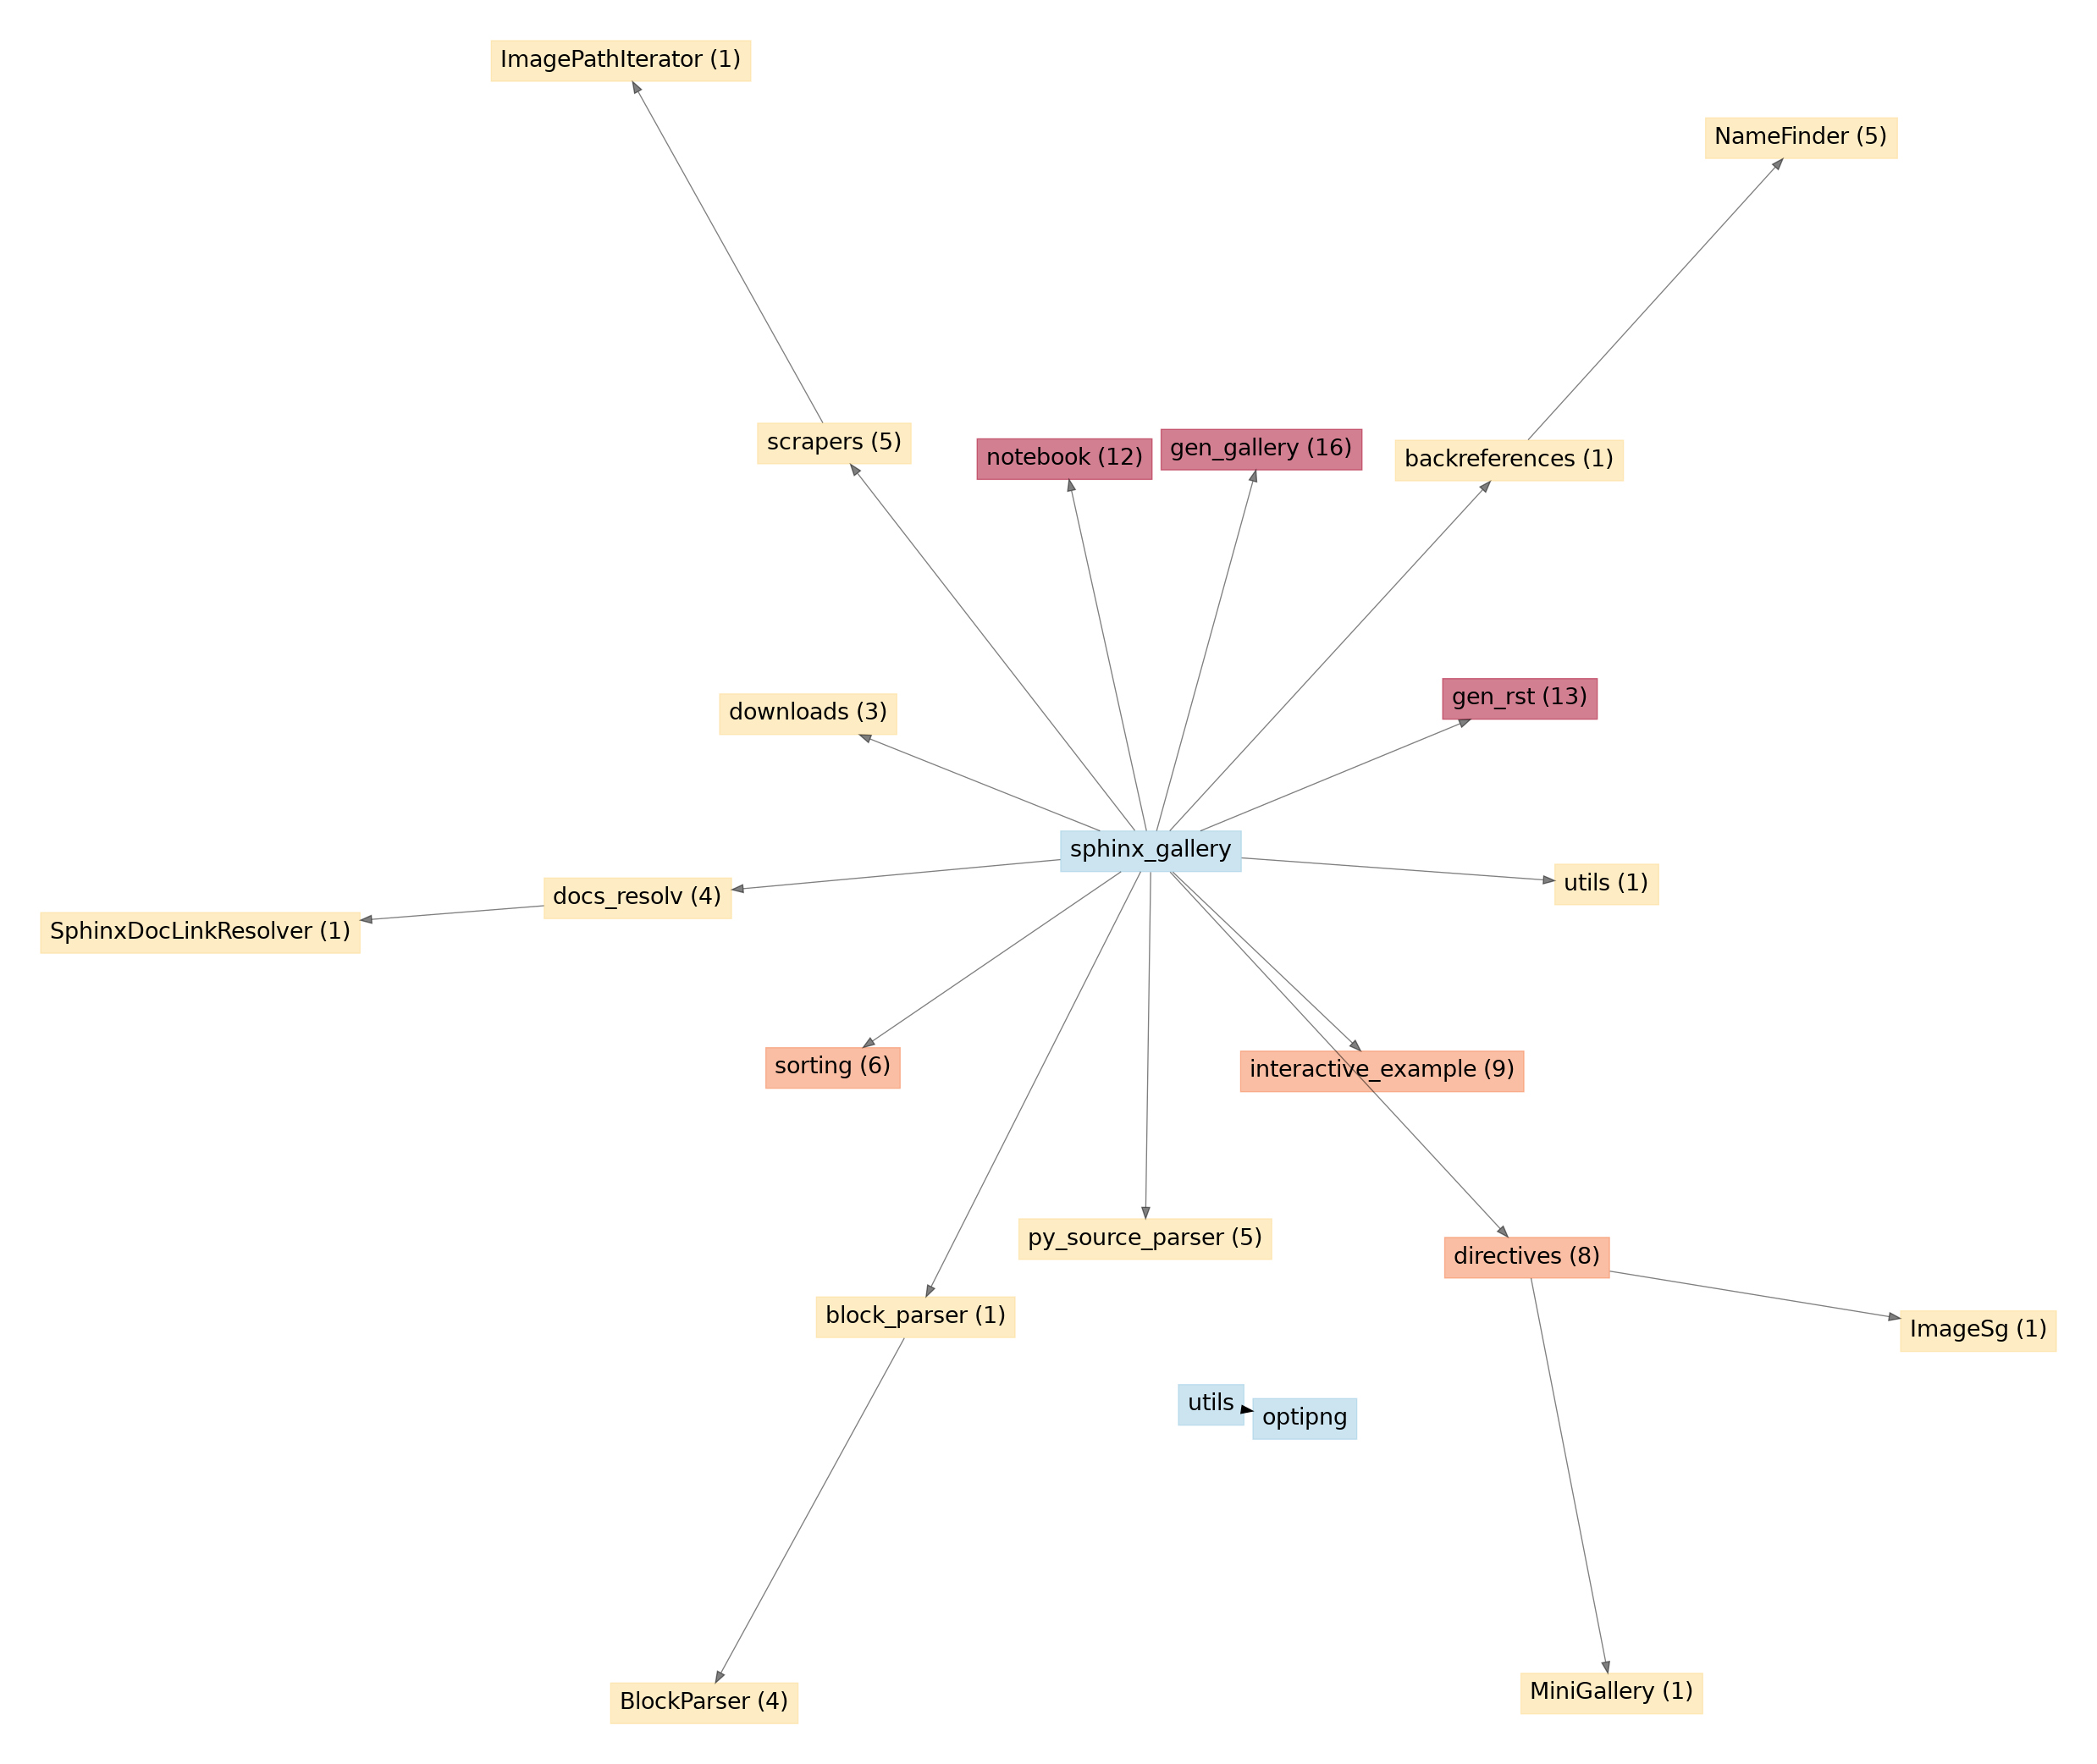 ImagePathIterator (1)
NameFinder (5)
scrapers (5)
notebook (12)
gen_gallery (16)
backreferences (1)
downloads (3)
gen_rst (13)
sphinx_gallery
docs_resolv (4)
utils (1)
SphinxDocLinkResolver (1)
sorting (6)
interactive_example (9)
py_source_parser (5)
directives (8)
block_parser (1)
ImageSg (1)
utils
optipng
BlockParser (4)
MiniGallery (1)